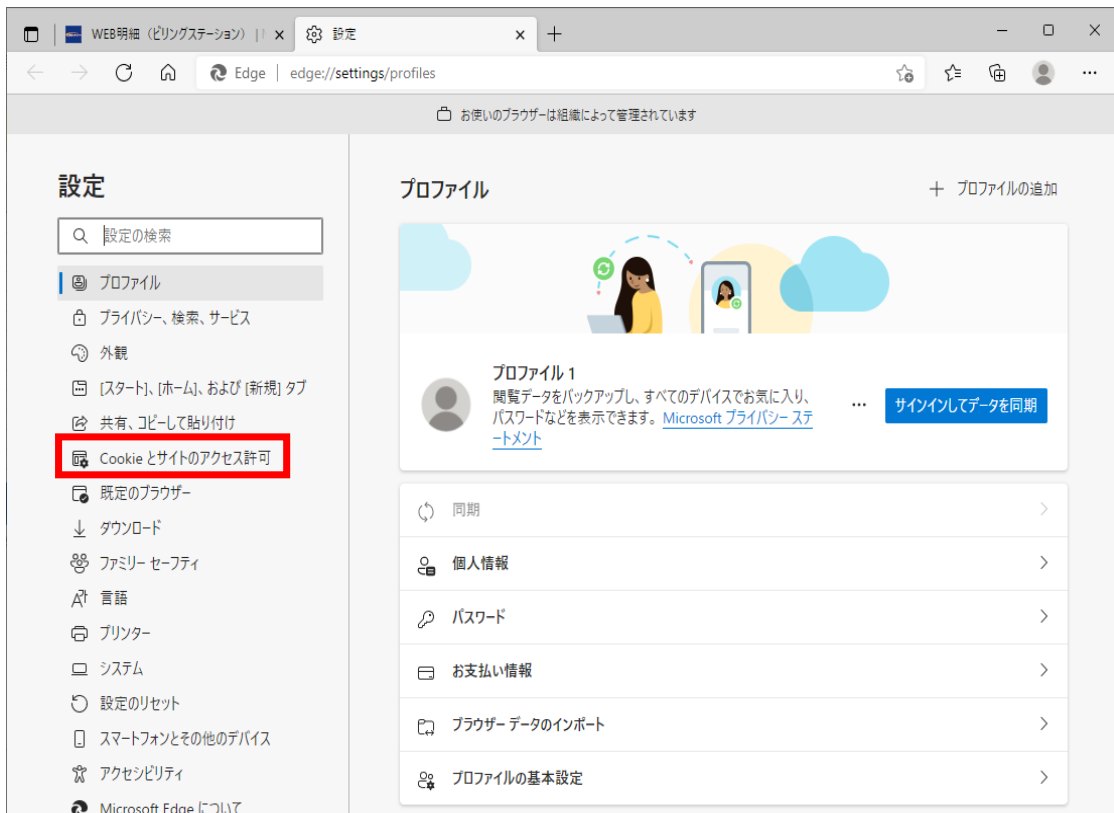 WEB明細（ビリングステーション） |
設定
Edge
edge://settings/profiles
お使いのブラウザーは組織によって管理されています
設定
設定の検索
プロファイル
プライバシー、検索、サービス
外観
[スタート]、[ホーム]、および [新規] タブ
共有、コピーして貼り付け
Cookie とサイトのアクセス許可
既定のブラウザー
ダウンロード
ファミリー セーフティ
言語
プリンター
システム
設定のリセット
スマートフォンとその他のデバイス
アクセシビリティ
Microsoft Edge について
プロファイル
プロファイルの追加
プロファイル 1
閲覧データをバックアップし、すべてのデバイスでお気に入り、
パスワードなどを表示できます。Microsoft プライバシー ステ
ートメント
サインインしてデータを同期
同期
個人情報
パスワード
お支払い情報
ブラウザー データのインポート
プロファイルの基本設定